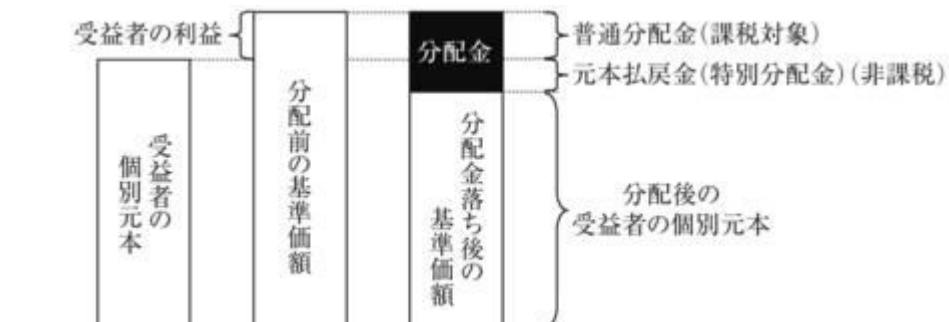 受益者の利益
分配金
普通分配金(課税対象)
元本払戻金(特別分配金)(非課税)
受益者の
個別元本
分配前の基準価額
分配金落ち後の
基準価額
分配後の
受益者の個別元本